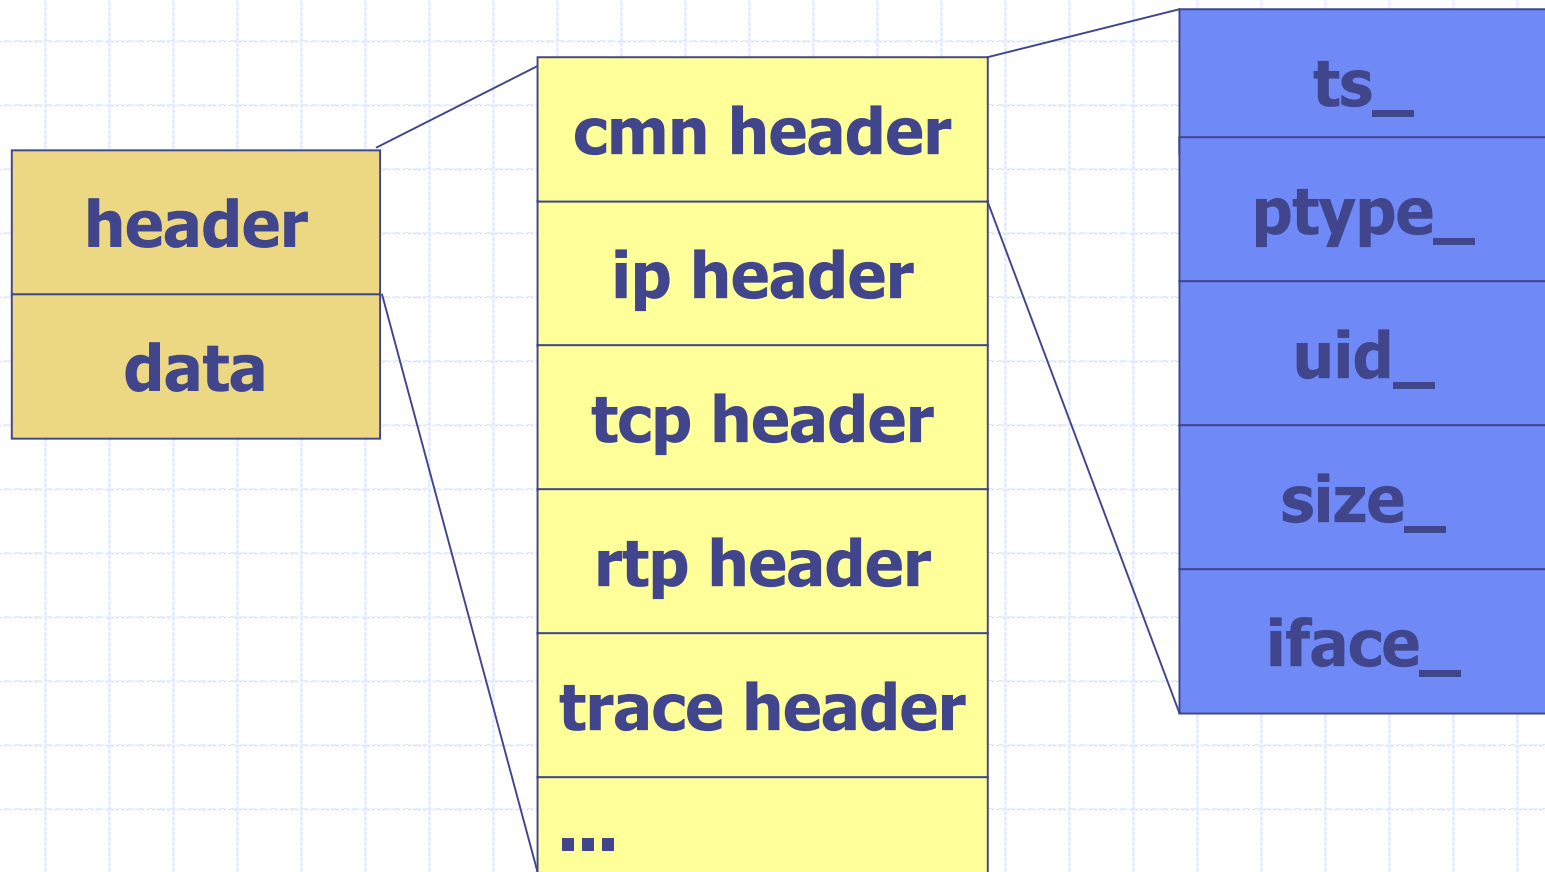 header
data
cmn header
ip header
tcp header
rtp header
trace header
...
ts_
ptype_
uid_
size_
iface_